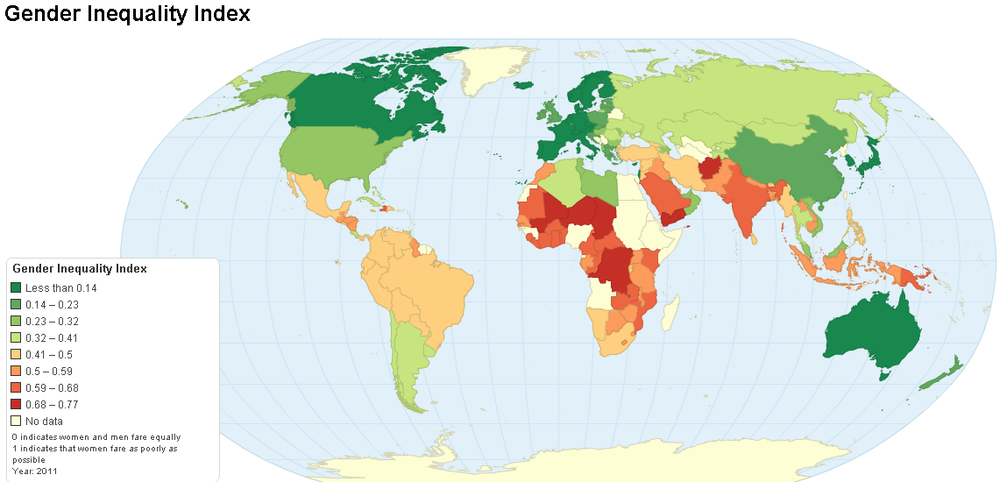 Gender Inequality Index
Gender Inequality Index
Less than 0.14
0.14 – 0.23
0.23 – 0.32
0.32 – 0.41
0.41 – 0.5
0.5 – 0.59
0.59 – 0.68
0.68 – 0.77
No data
0 indicates women and men fare equally
1 indicates that women fare as poorly as
possible
Year: 2011